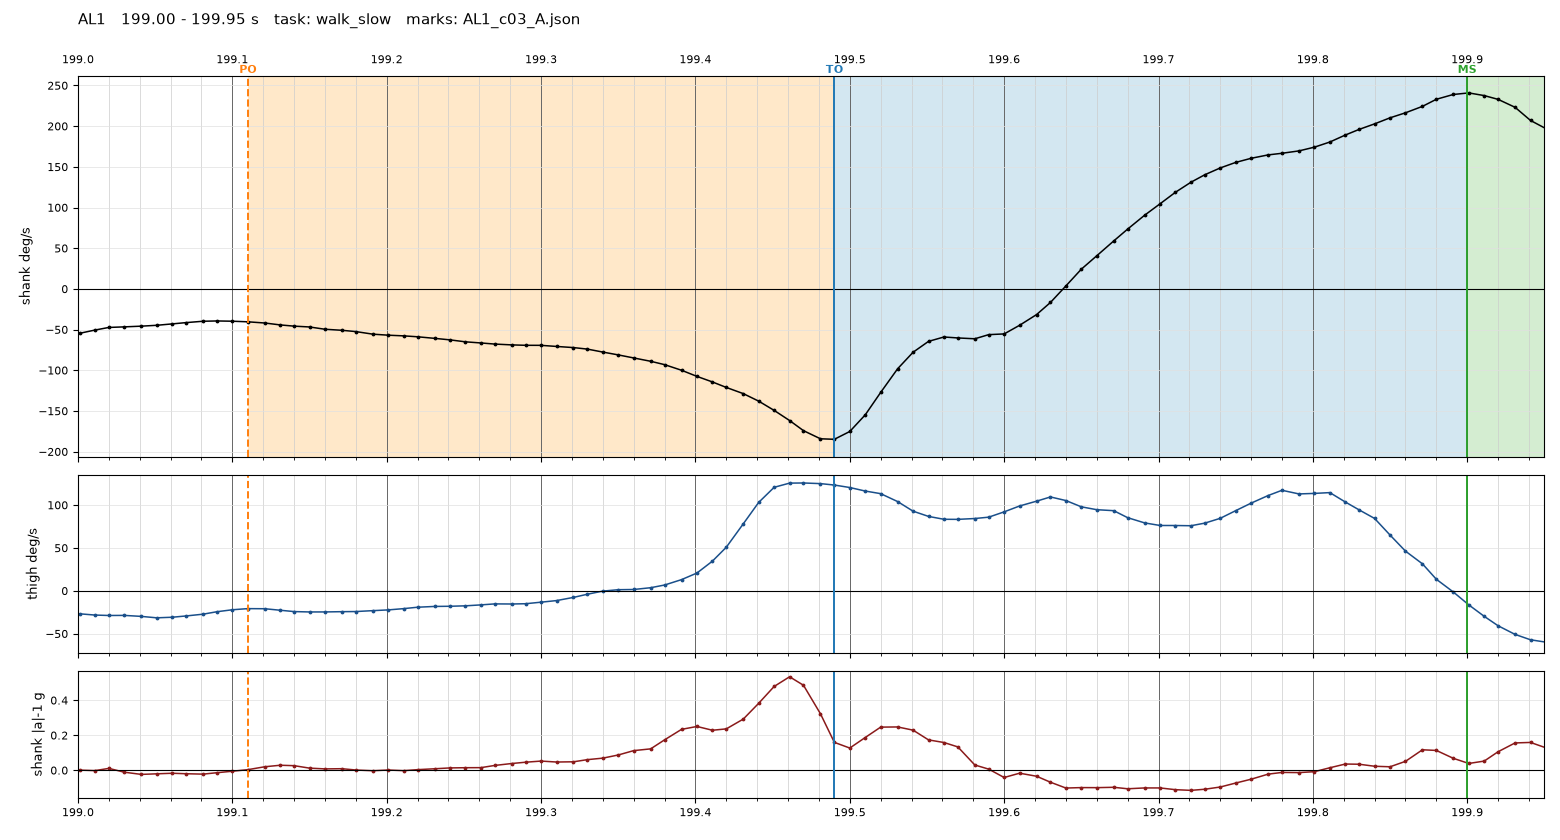 AL1 199.00 - 199.95 s task: walk_slow marks: AL1_c03_A.json
199.0 199.1 199.2 199.3 199.4 199.5 199.6 199.7 199.8 199.9
PO TO MS
250
200
150
100
50
0
−50
−100
−150
−200
shank deg/s
100
50
0
−50
thigh deg/s
0.4
0.2
0.0
shank |a|-1 g
199.0 199.1 199.2 199.3 199.4 199.5 199.6 199.7 199.8 199.9